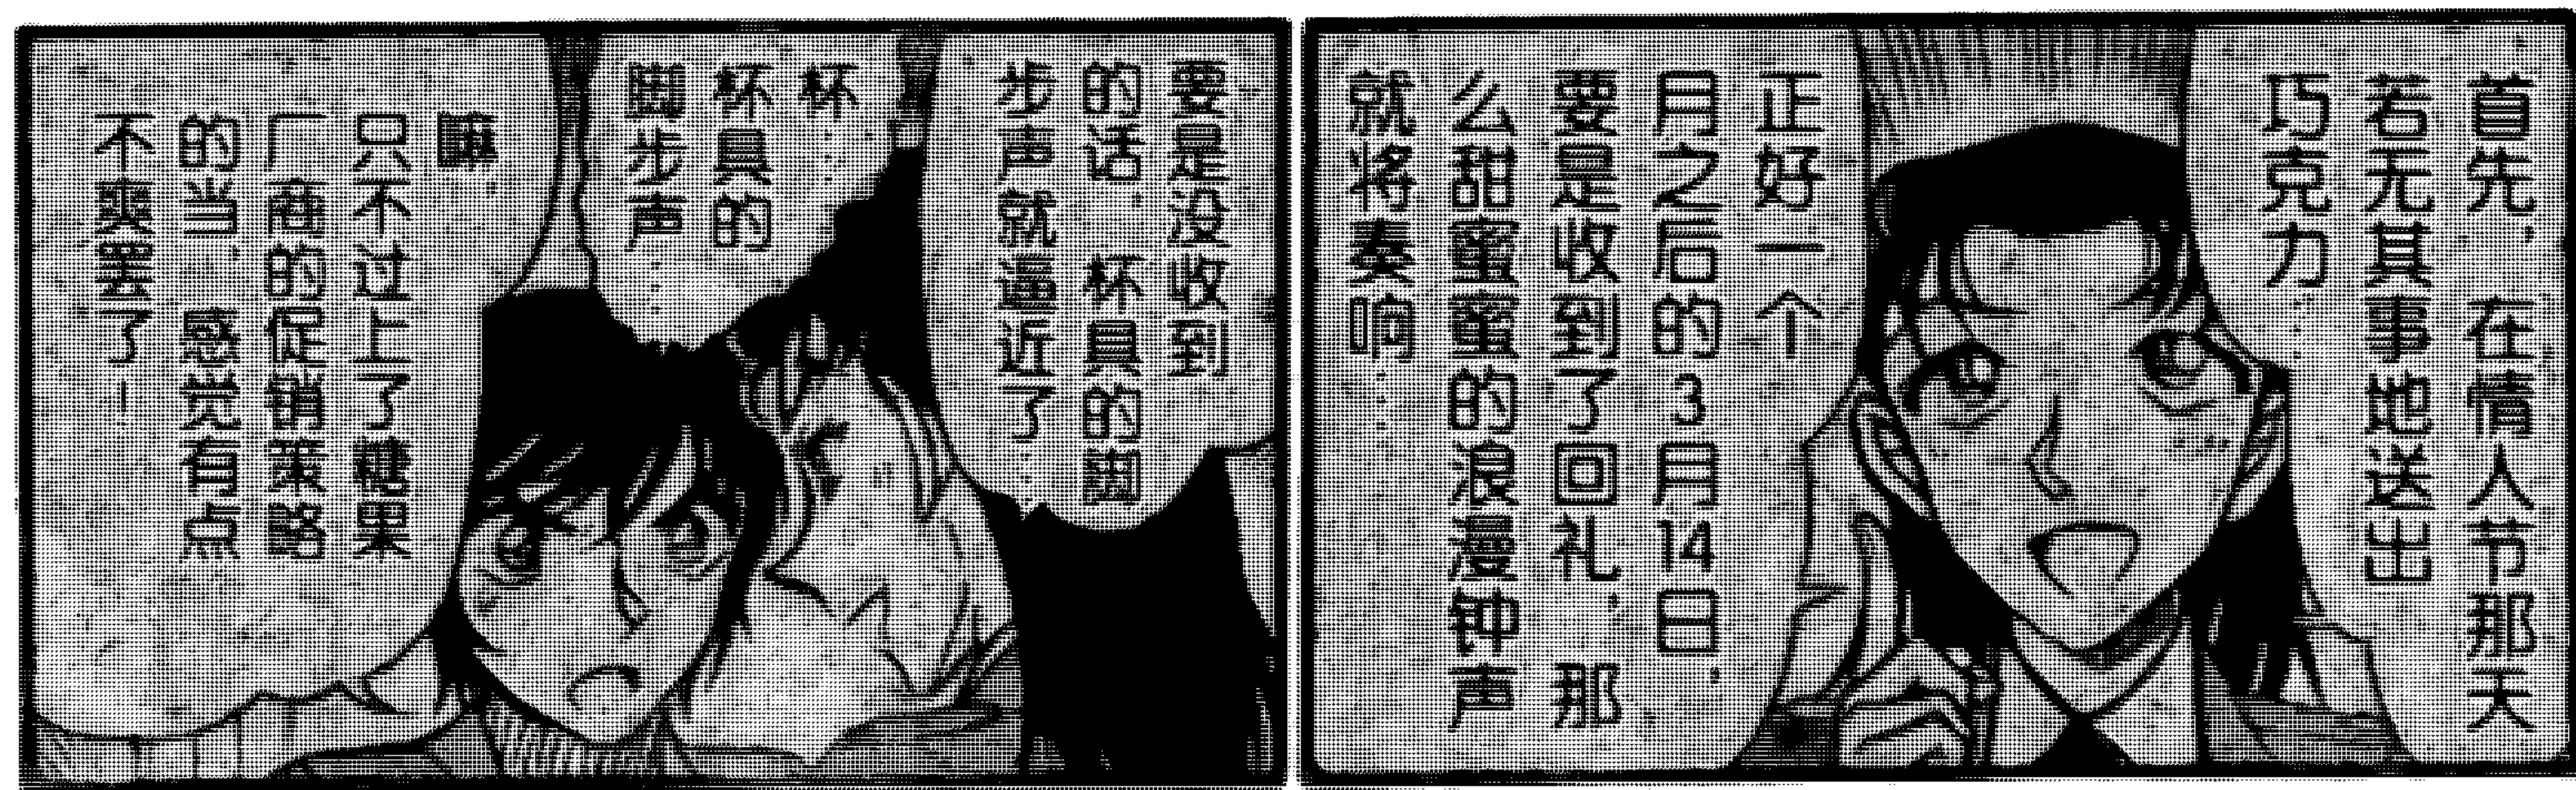 首先，在情人节那天
若无其事地送出
巧克力…
正好一个
月之后的3月14日，
要是收到了回礼，那
么甜蜜蜜的浪漫钟声
就将奏响……
要是没收到
的话，杯具的脚
步声就逼近了……
杯…
杯具的
脚步声……
嘛，
只不过上了糖果
厂商的促销策略
的当，感觉有点
不爽罢了—